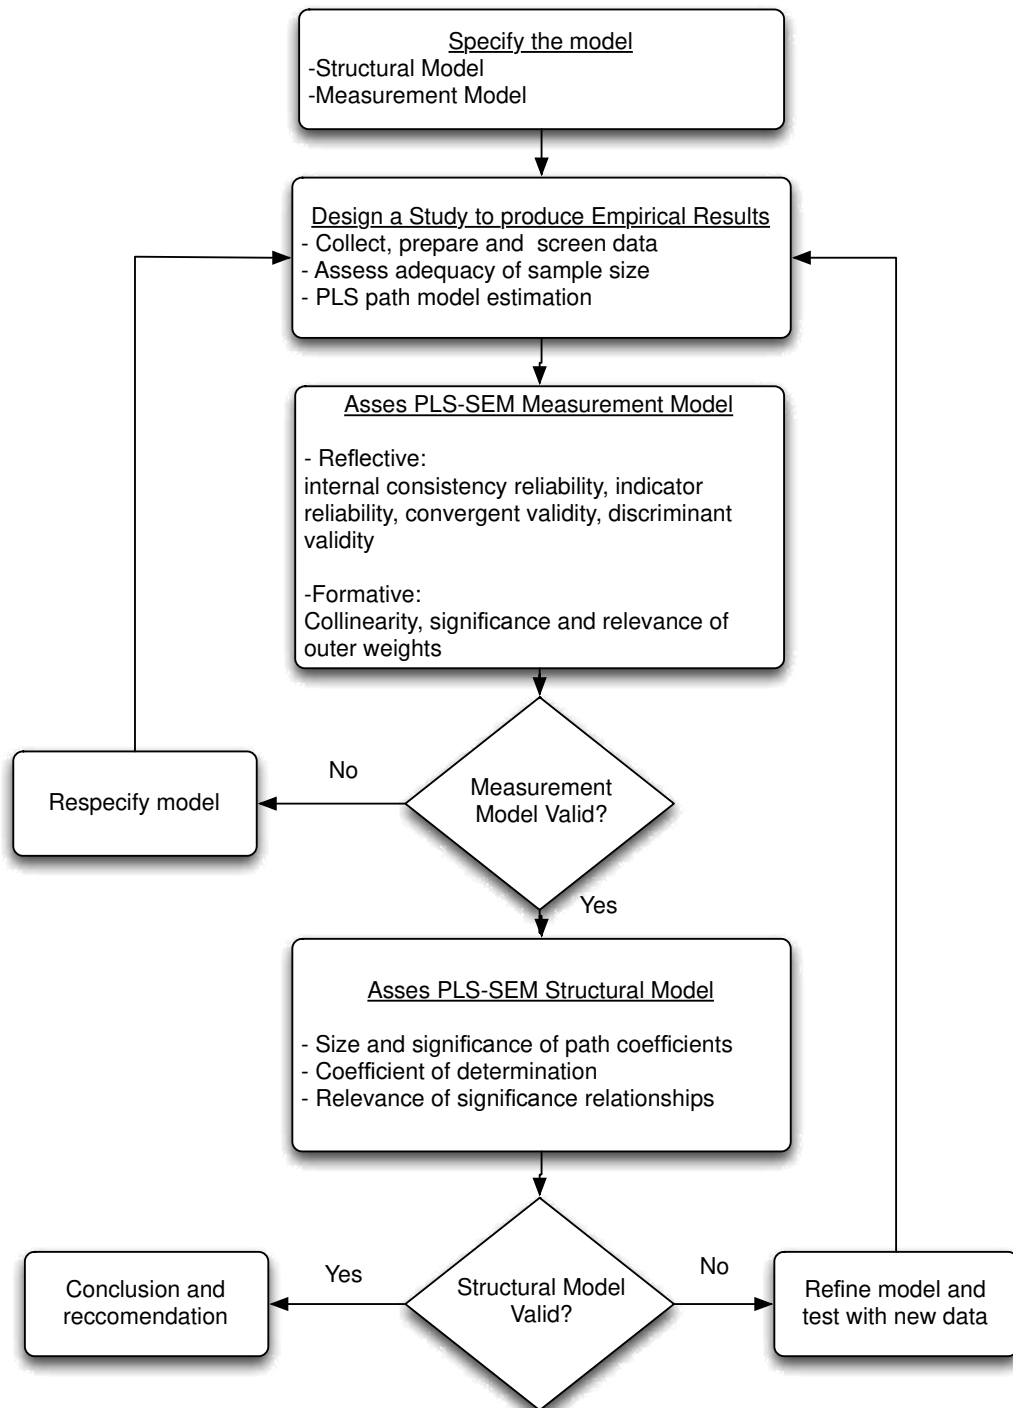 Specify the model
-Structural Model
-Measurement Model
Design a Study to produce Empirical Results
- Collect, prepare and screen data
- Assess adequacy of sample size
- PLS path model estimation
Asses PLS-SEM Measurement Model
- Reflective:
internal consistency reliability, indicator
reliability, convergent validity, discriminant
validity
-Formative:
Collinearity, significance and relevance of
outer weights
No
Measurement
Model Valid?
Respecify model
Yes
Asses PLS-SEM Structural Model
- Size and significance of path coefficients
- Coefficient of determination
- Relevance of significance relationships
Yes
Structural Model
Valid?
No
Conclusion and
reccomendation
Refine model and
test with new data